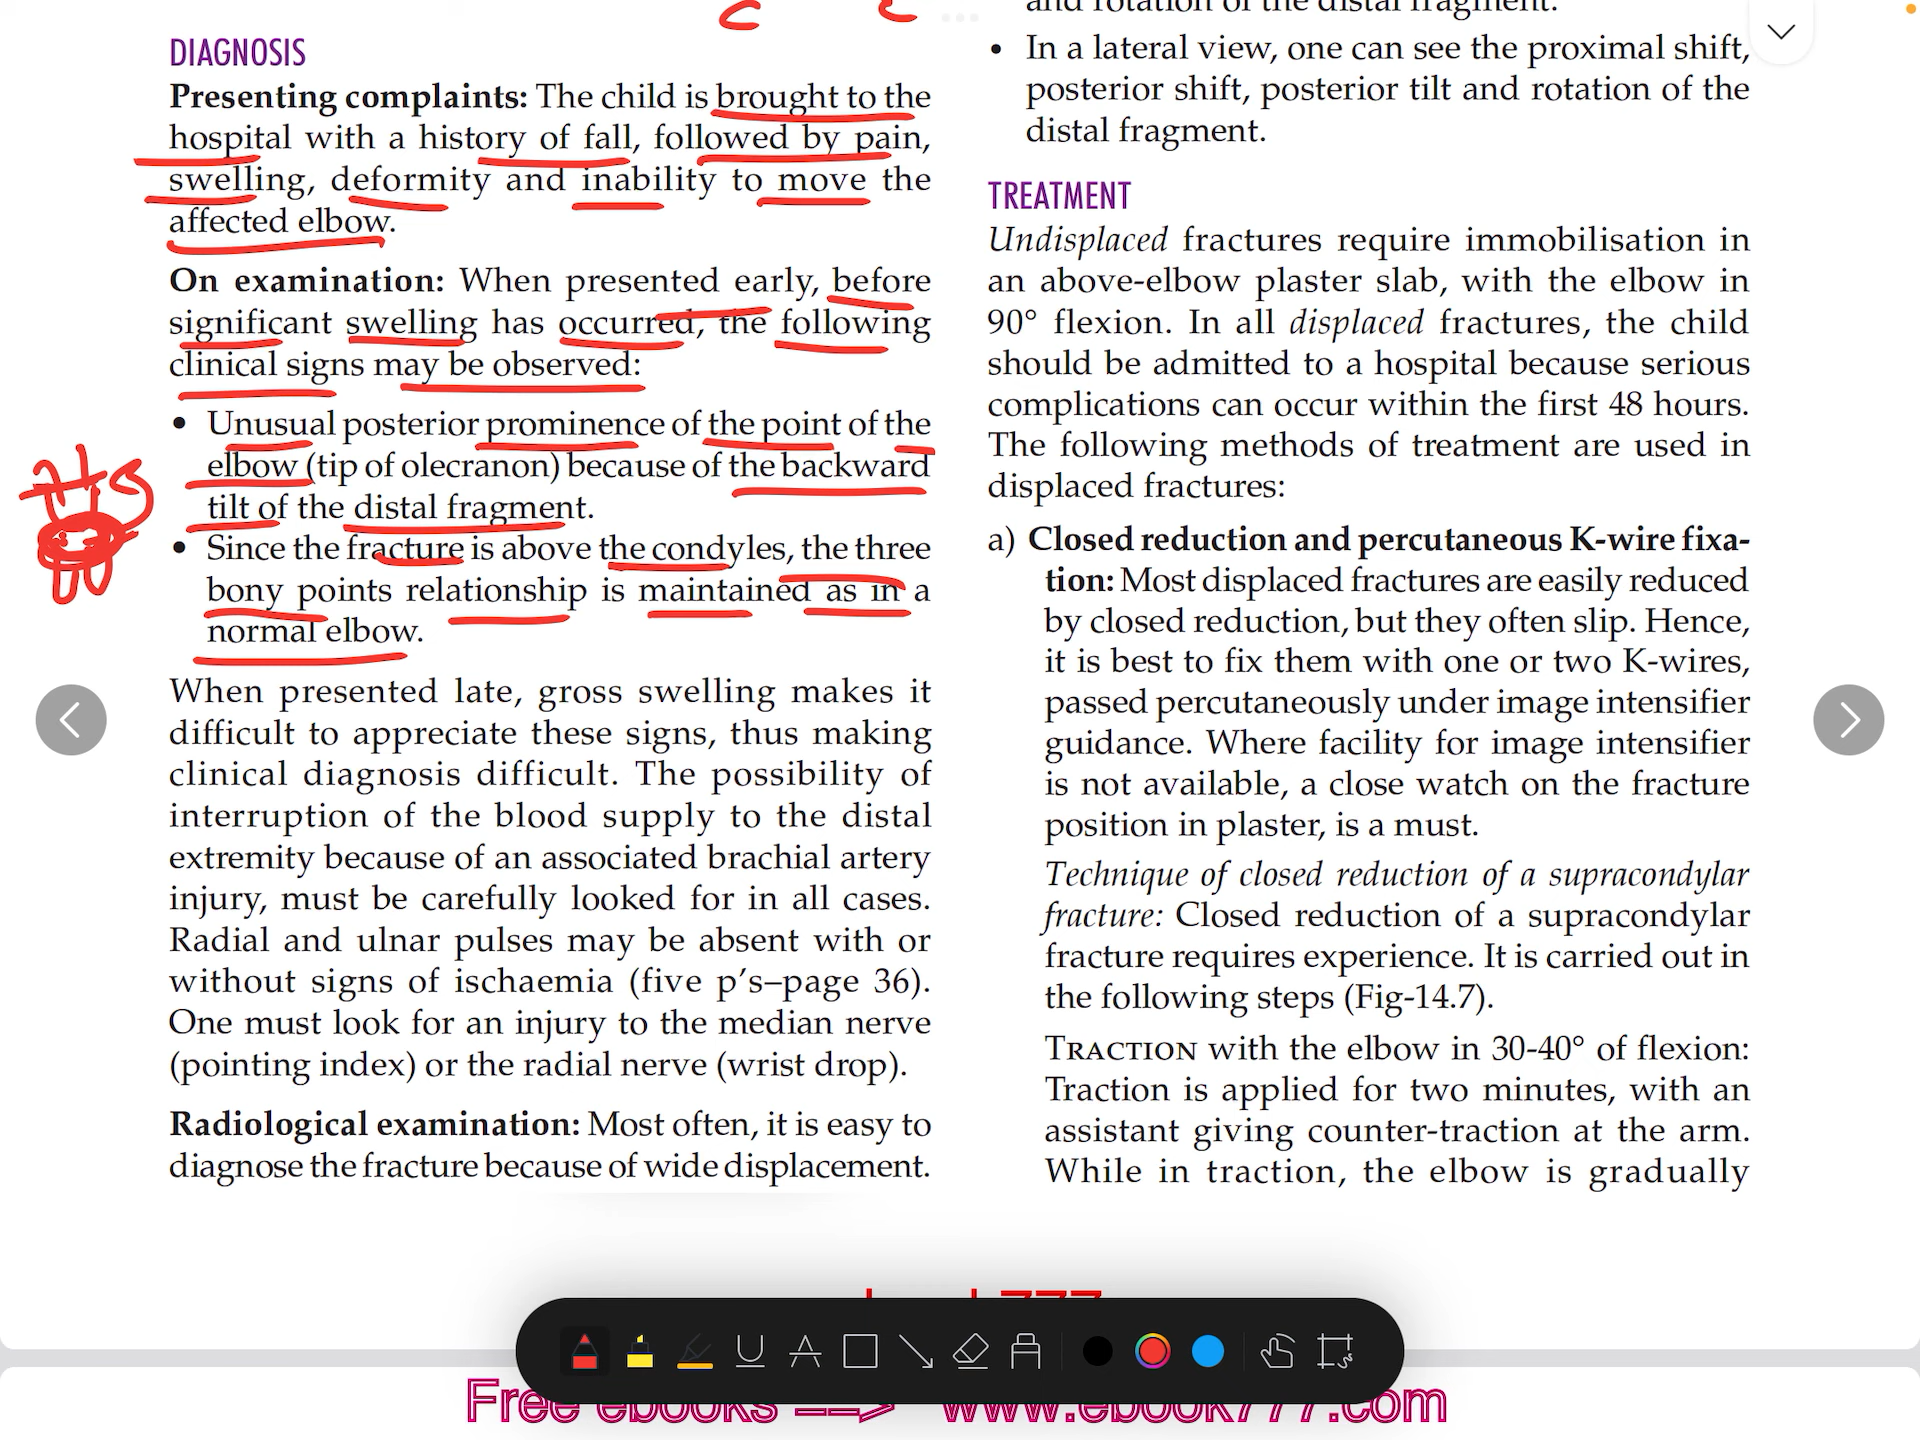 DIAGNOSIS
Presenting complaints: The child is brought to the
hospital with a history of fall, followed by pain,
swelling, deformity and inability to move the
affected elbow.
On examination: When presented early, before
significant swelling has occurred, the following
clinical signs may be observed:
• Unusual posterior prominence of the point of the
elbow (tip of olecranon) because of the backward
tilt of the distal fragment.
• Since the fracture is above the condyles, the three
bony points relationship is maintained as in a
normal elbow.
When presented late, gross swelling makes it
difficult to appreciate these signs, thus making
clinical diagnosis difficult. The possibility of
interruption of the blood supply to the distal
extremity because of an associated brachial artery
injury, must be carefully looked for in all cases.
Radial and ulnar pulses may be absent with or
without signs of ischaemia (five p's–page 36).
One must look for an injury to the median nerve
(pointing index) or the radial nerve (wrist drop).
Radiological examination: Most often, it is easy to
diagnose the fracture because of wide displacement.
and rotation of the distal fragment.
• In a lateral view, one can see the proximal shift,
posterior shift, posterior tilt and rotation of the
distal fragment.
TREATMENT
Undisplaced fractures require immobilisation in
an above-elbow plaster slab, with the elbow in
90° flexion. In all displaced fractures, the child
should be admitted to a hospital because serious
complications can occur within the first 48 hours.
The following methods of treatment are used in
displaced fractures:
a) Closed reduction and percutaneous K-wire fixa-
tion: Most displaced fractures are easily reduced
by closed reduction, but they often slip. Hence,
it is best to fix them with one or two K-wires,
passed percutaneously under image intensifier
guidance. Where facility for image intensifier
is not available, a close watch on the fracture
position in plaster, is a must.
Technique of closed reduction of a supracondylar
fracture: Closed reduction of a supracondylar
fracture requires experience. It is carried out in
the following steps (Fig-14.7).
TRACTION with the elbow in 30-40° of flexion:
Traction is applied for two minutes, with an
assistant giving counter-traction at the arm.
While in traction, the elbow is gradually
Free ebooks ==> www.ebook777.com